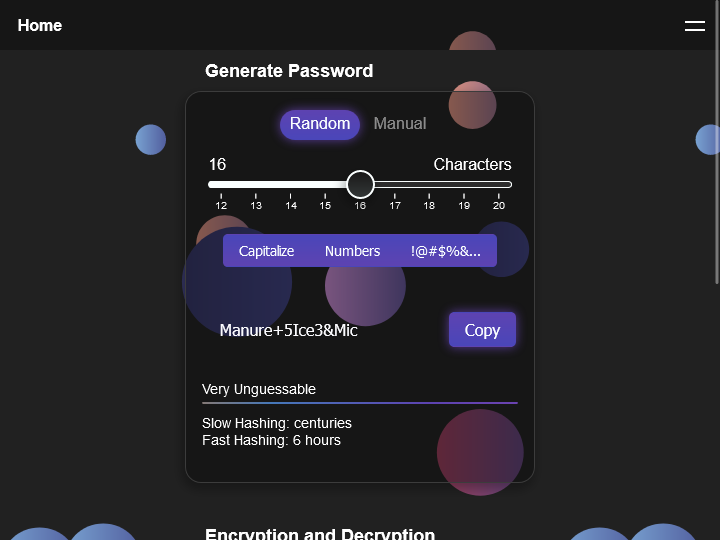 Home
Generate Password
Random Manual
16 Characters
12 13 14 15 16 17 18 19 20
Capitalize Numbers !@#$%&...
Manure+5Ice3&Mic Copy
Very Unguessable
Slow Hashing: centuries
Fast Hashing: 6 hours
Encryption and Decryption